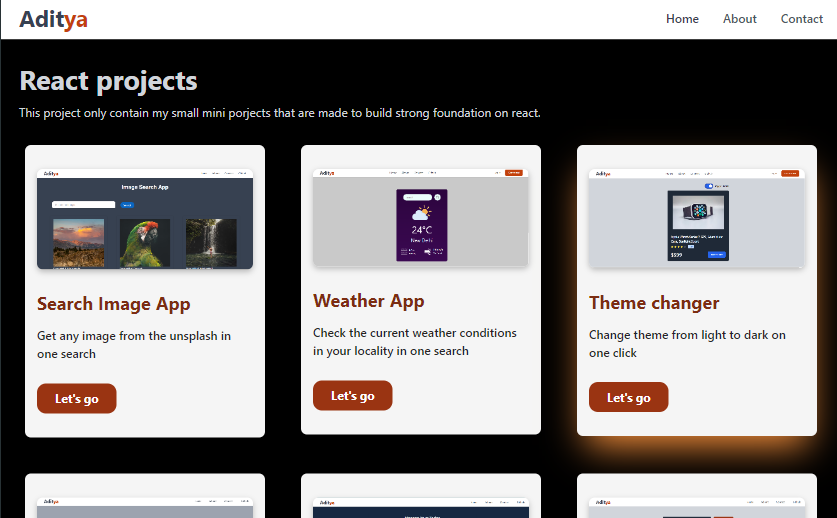 Aditya
Home About Contact
React projects
This project only contain my small mini porjects that are made to build strong foundation on react.
Aditya
Image Search App
Search Image App
Get any image from the unsplash in
one search
Let's go
Aditya
24°C
New Delhi
Weather App
Check the current weather conditions
in your locality in one search
Let's go
Aditya
$599
Theme changer
Change theme from light to dark on
one click
Let's go
Aditya
Aditya
Aditya